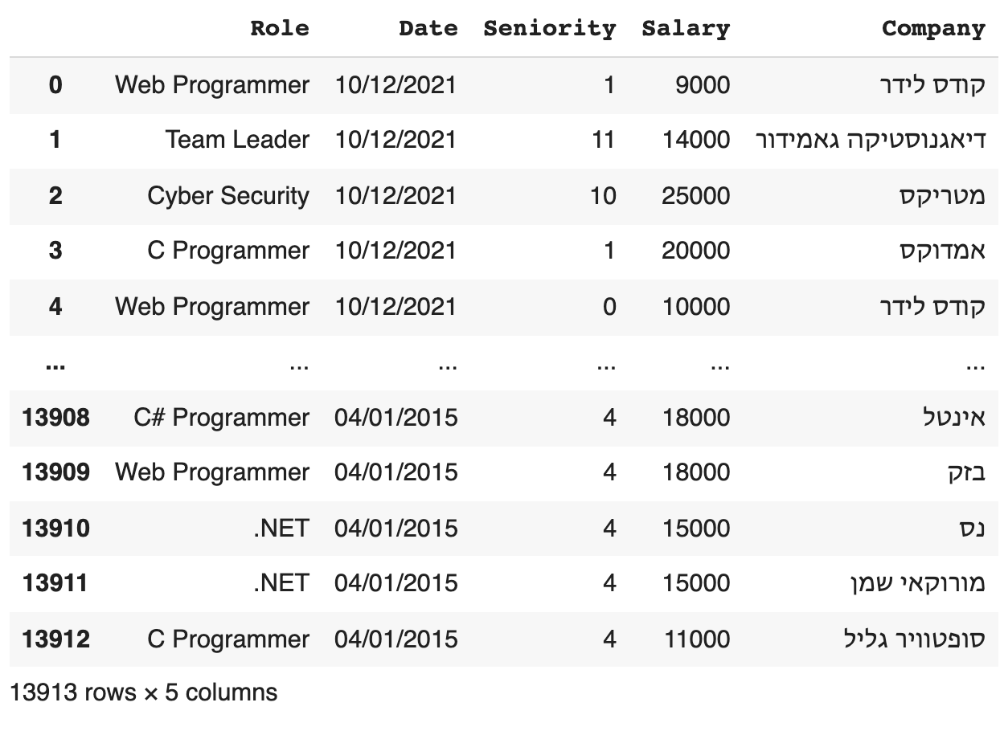 Role Date Seniority Salary Company
0 Web Programmer 10/12/2021 1 9000 קודס לידר
1 Team Leader 10/12/2021 11 14000 דיאגנוסטיקה גאמידור
2 Cyber Security 10/12/2021 10 25000 מטריקס
3 C Programmer 10/12/2021 1 20000 אמדוקס
4 Web Programmer 10/12/2021 0 10000 קודס לידר
... ... ... ... ... ...
13908 C# Programmer 04/01/2015 4 18000 אינטל
13909 Web Programmer 04/01/2015 4 18000 בזק
13910 .NET 04/01/2015 4 15000 נס
13911 .NET 04/01/2015 4 15000 מורוקאי שמן
13912 C Programmer 04/01/2015 4 11000 סופטוויר גליל
13913 rows × 5 columns